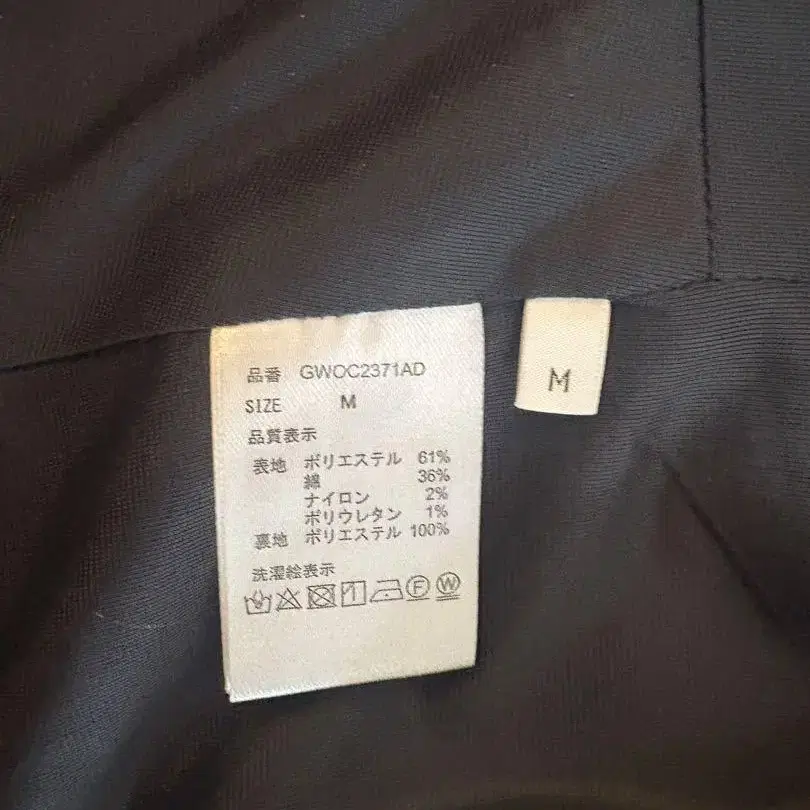 品番 GWOC2371AD
SIZE M
品質表示
表地 ポリエステル 61%
綿 36%
ナイロン 2%
ポリウレタン 1%
裏地 ポリエステル 100%
洗濯絵表示
F W
M